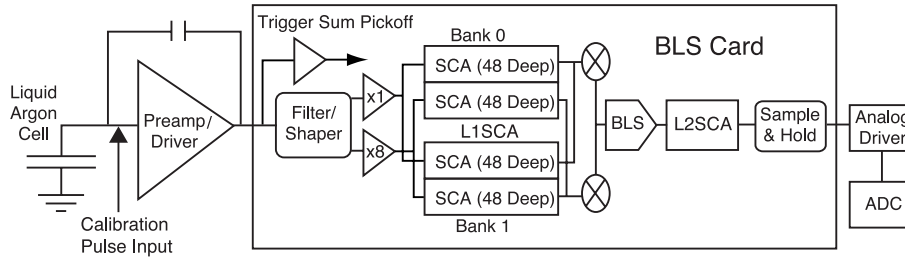 Trigger Sum Pickoff
Bank 0
BLS Card
SCA (48 Deep)
SCA (48 Deep)
L1SCA
SCA (48 Deep)
SCA (48 Deep)
Bank 1
Liquid
Argon
Cell
Preamp/
Driver
Calibration
Pulse Input
Filter/
Shaper
x1
x8
BLS
L2SCA
Sample
& Hold
Analog
Driver
ADC